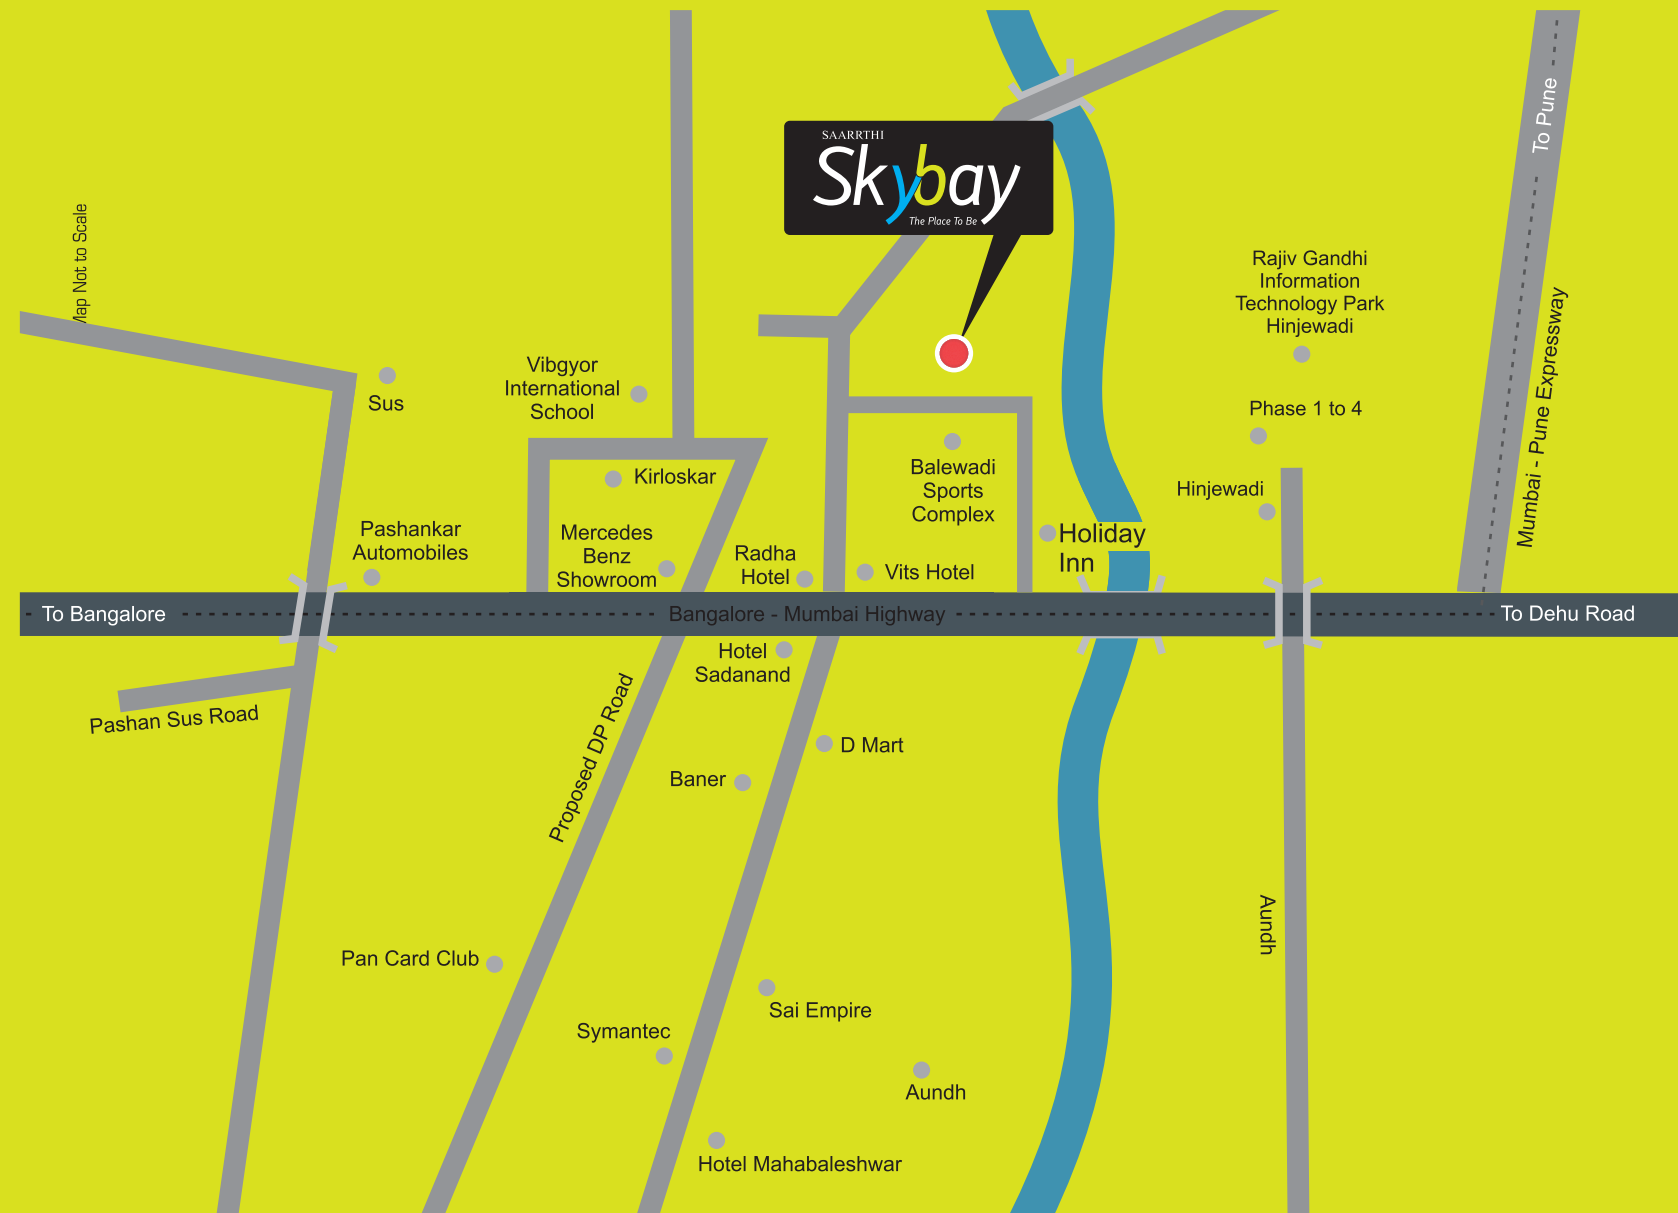 SAARRTHI
Skybay
The Place To Be
To Pune
Map Not to Scale
Rajiv Gandhi
Information
Technology Park
Hinjewadi
Mumbai - Pune Expressway
Vibgyor
International
School
Sus
Phase 1 to 4
Kirloskar
Balewadi
Sports
Complex
Hinjewadi
Pashankar
Automobiles
Mercedes
Benz
Showroom
Radha
Hotel
Vits Hotel
Holiday
Inn
To Bangalore
Bangalore - Mumbai Highway
To Dehu Road
Hotel
Sadanand
Pashan Sus Road
Proposed DP Road
D Mart
Baner
Aundh
Pan Card Club
Sai Empire
Symantec
Aundh
Hotel Mahabaleshwar